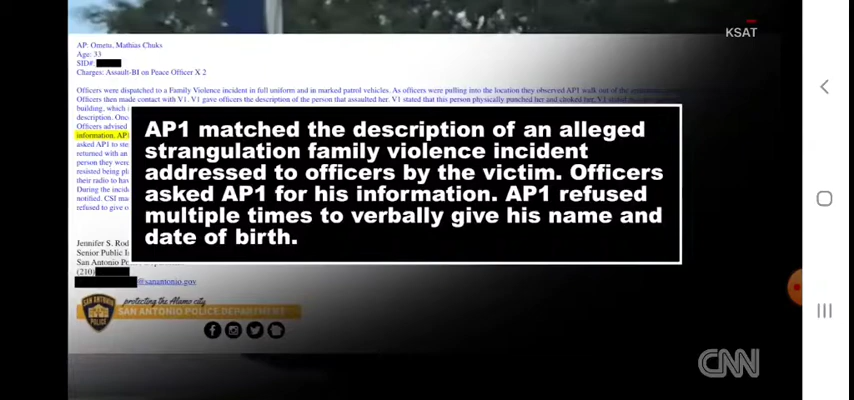 KSAT
AP: Ometu, Mathias Chuks
Age: 33
SID#:
Charges: Assault-BI on Peace Officer X 2
Officers were dispatched to a Family Violence incident in full uniform and in marked patrol vehicles. As officers were pulling into the location they observed AP1 walk out of the
Officers then made contact with V1. V1 gave officers the description of the person that assaulted her. V1 stated that this person physically punched her and choked her. V1 stated
building, which
description. Onc
Officers advised
information. AP1
asked AP1 to ste
returned with an
person they were
resisted being pl
their radio to ha
During the incid
notified. CSI ma
refused to give o
AP1 matched the description of an alleged
strangulation family violence incident
addressed to officers by the victim. Officers
asked AP1 for his information. AP1 refused
multiple times to verbally give his name and
date of birth.
Jennifer S. Rod
Senior Public I
San Antonio Po
(210)
@sanantonio.gov
SAN ANTONIO
POLICE
protecting the Alamo city
SAN ANTONIO POLICE DEPARTMENT
CNN